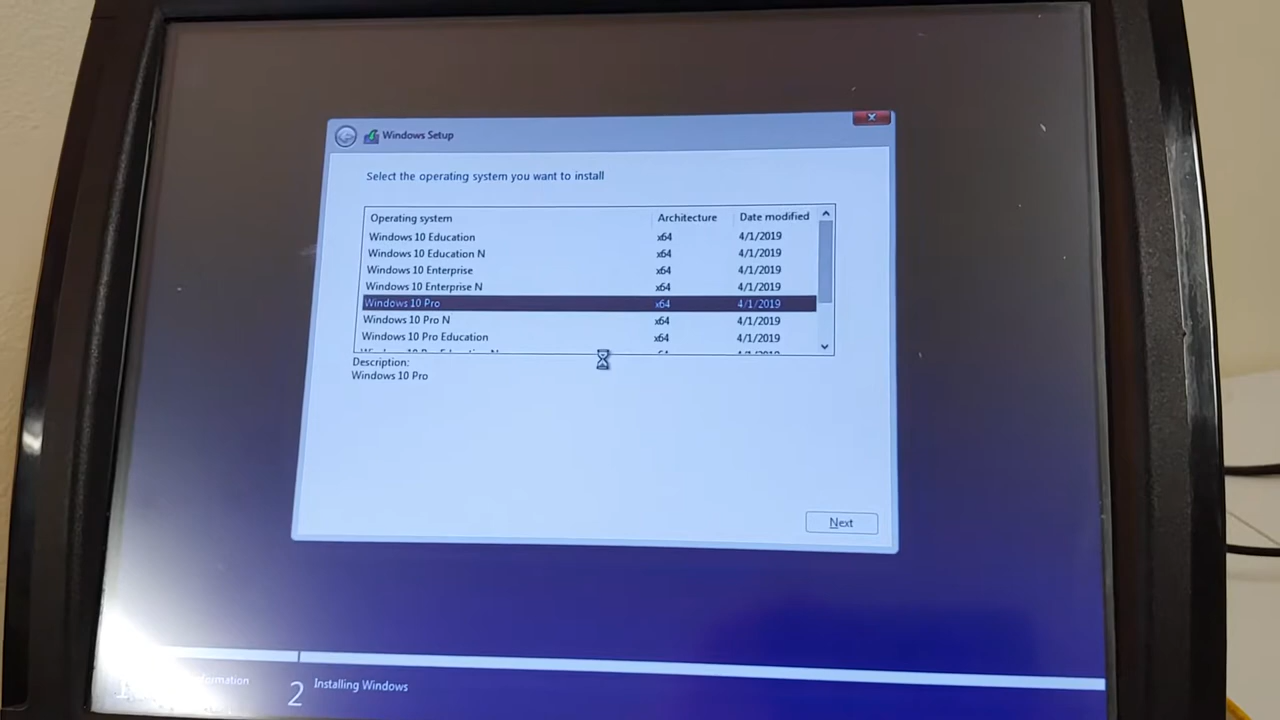 Windows Setup
Select the operating system you want to install
Operating system Architecture Date modified
Windows 10 Education x64 4/1/2019
Windows 10 Education N x64 4/1/2019
Windows 10 Enterprise x64 4/1/2019
Windows 10 Enterprise N x64 4/1/2019
Windows 10 Pro x64 4/1/2019
Windows 10 Pro N x64 4/1/2019
Windows 10 Pro Education x64 4/1/2019
Description:
Windows 10 Pro
Next
2 Installing Windows